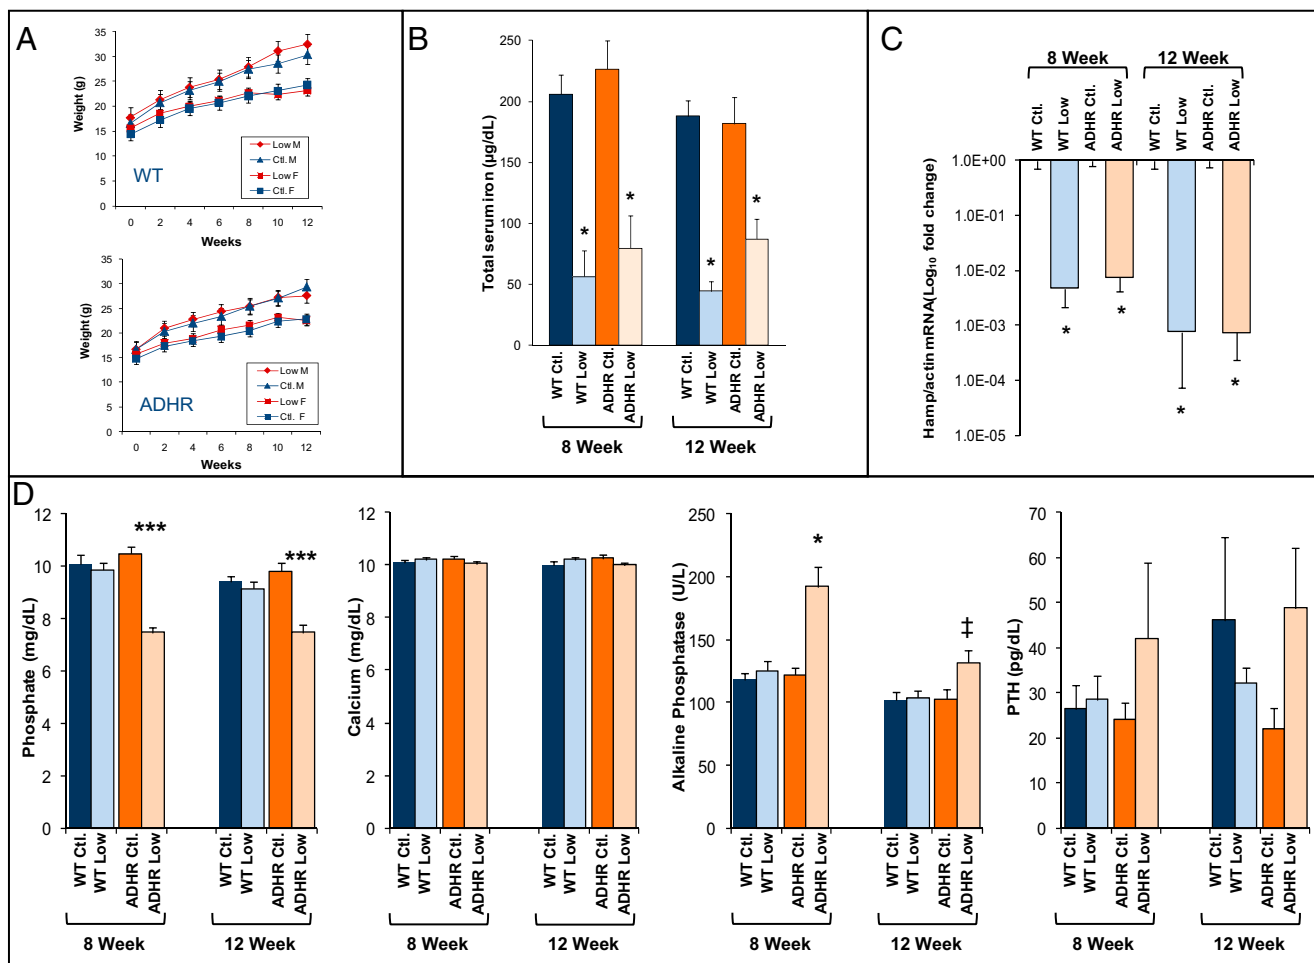 A
35
30
25
20
15
10
5
0
Weight (g)
Low M
Ctl. M
Low F
Ctl. F
WT
0 2 4 6 8 10 12
Weeks
35
30
25
20
15
10
5
0
Weight (g)
Low M
Ctl. M
Low F
Ctl. F
ADHR
0 2 4 6 8 10 12
Weeks
B
250
200
150
100
50
0
Total serum iron (µg/dL)
* * * *
WT Ctl.
WT Low
ADHR Ctl.
ADHR Low
WT Ctl.
WT Low
ADHR Ctl.
ADHR Low
8 Week 12 Week
C
8 Week 12 Week
WT Ctl.
WT Low
ADHR Ctl.
ADHR Low
WT Ctl.
WT Low
ADHR Ctl.
ADHR Low
1.0E+00
1.0E-01
1.0E-02
1.0E-03
1.0E-04
1.0E-05
Hamp/actin mRNA(Log10 fold change)
* * * *
D
12
10
8
6
4
2
0
Phosphate (mg/dL)
*** ***
WT Ctl.
WT Low
ADHR Ctl.
ADHR Low
WT Ctl.
WT Low
ADHR Ctl.
ADHR Low
8 Week 12 Week
12
10
8
6
4
2
0
Calcium (mg/dL)
WT Ctl.
WT Low
ADHR Ctl.
ADHR Low
WT Ctl.
WT Low
ADHR Ctl.
ADHR Low
8 Week 12 Week
250
200
150
100
50
0
Alkaline Phosphatase (U/L)
* ‡
WT Ctl.
WT Low
ADHR Ctl.
ADHR Low
WT Ctl.
WT Low
ADHR Ctl.
ADHR Low
8 Week 12 Week
70
60
50
40
30
20
10
0
PTH (pg/dL)
WT Ctl.
WT Low
ADHR Ctl.
ADHR Low
WT Ctl.
WT Low
ADHR Ctl.
ADHR Low
8 Week 12 Week